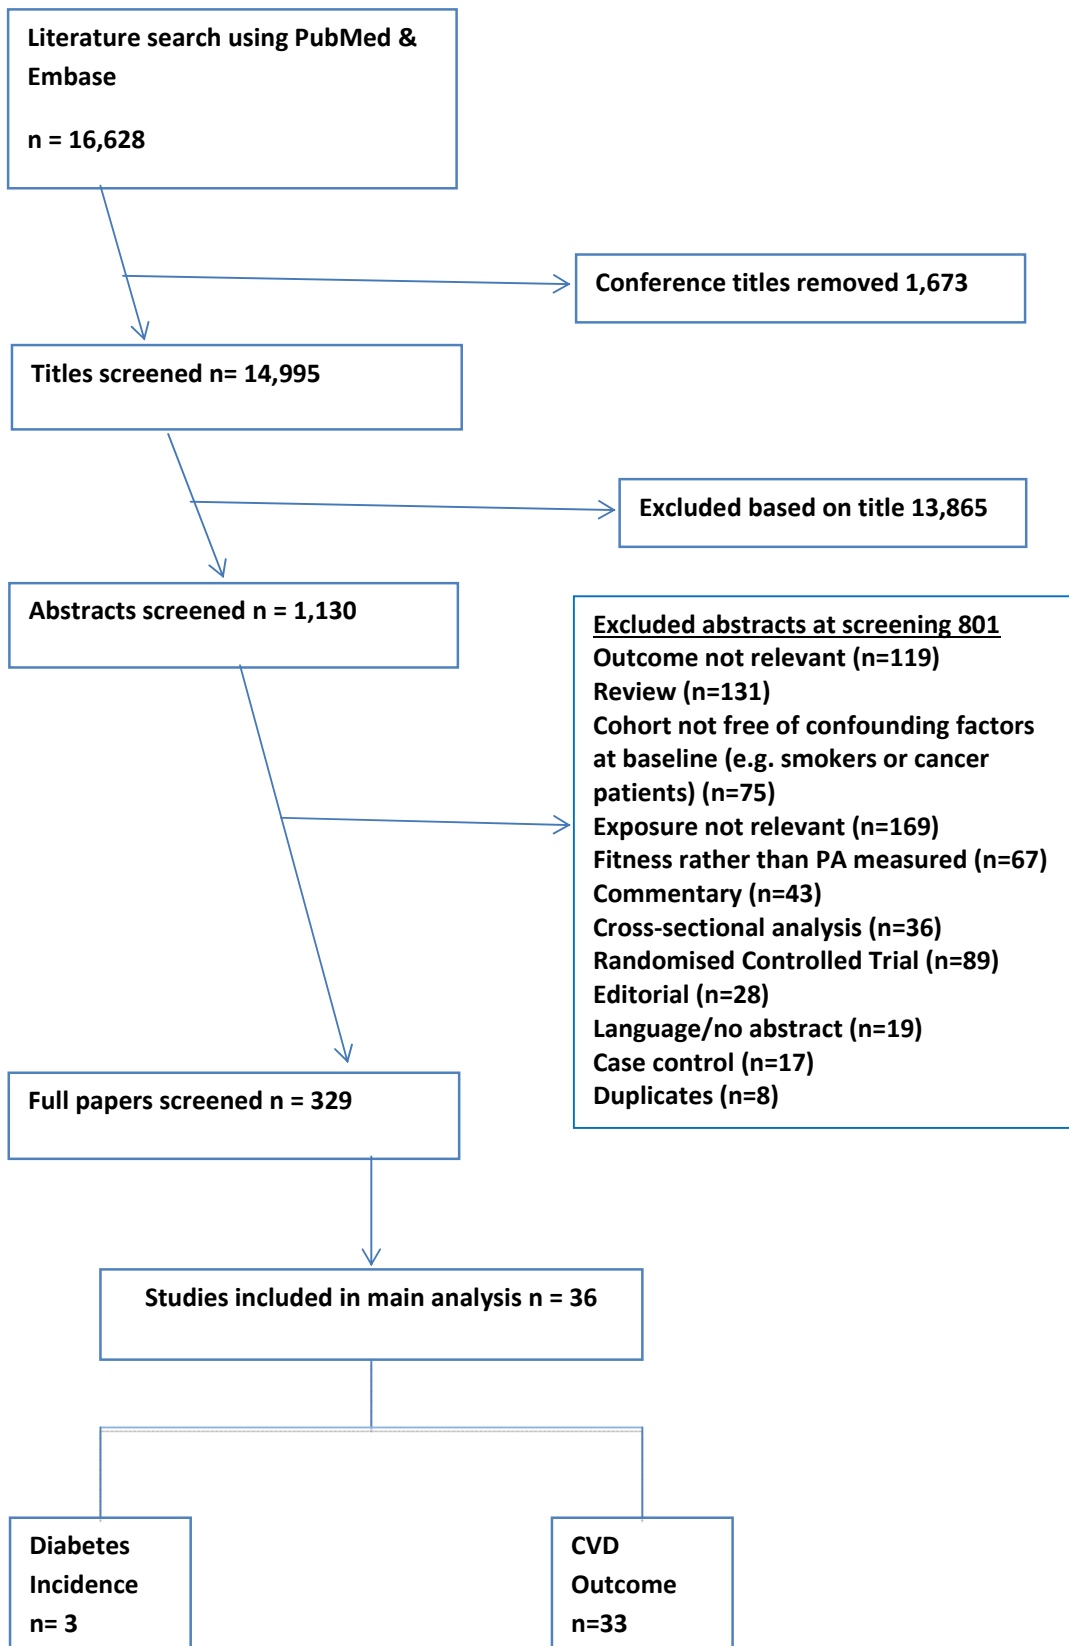 Literature search using PubMed &
Embase
n = 16,628
Conference titles removed 1,673
Titles screened n= 14,995
Excluded based on title 13,865
Abstracts screened n = 1,130
Excluded abstracts at screening 801
Outcome not relevant (n=119)
Review (n=131)
Cohort not free of confounding factors
at baseline (e.g. smokers or cancer
patients) (n=75)
Exposure not relevant (n=169)
Fitness rather than PA measured (n=67)
Commentary (n=43)
Cross-sectional analysis (n=36)
Randomised Controlled Trial (n=89)
Editorial (n=28)
Language/no abstract (n=19)
Case control (n=17)
Duplicates (n=8)
Full papers screened n = 329
Studies included in main analysis n = 36
Diabetes
Incidence
n= 3
CVD
Outcome
n=33